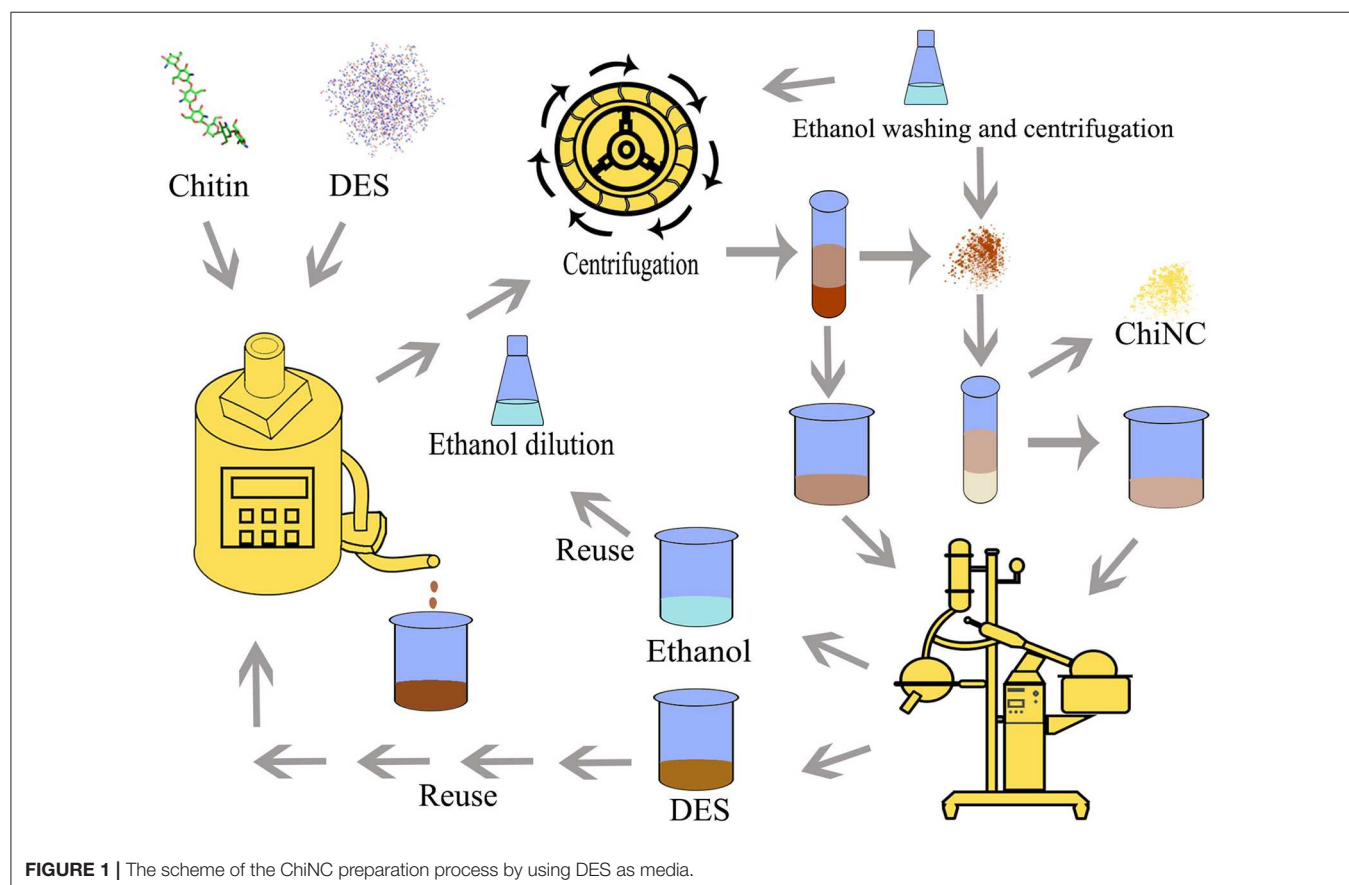 Chitin
DES
Ethanol washing and centrifugation
Centrifugation
ChiNC
Ethanol dilution
Reuse
Ethanol
Reuse
DES
FIGURE 1 | The scheme of the ChiNC preparation process by using DES as media.